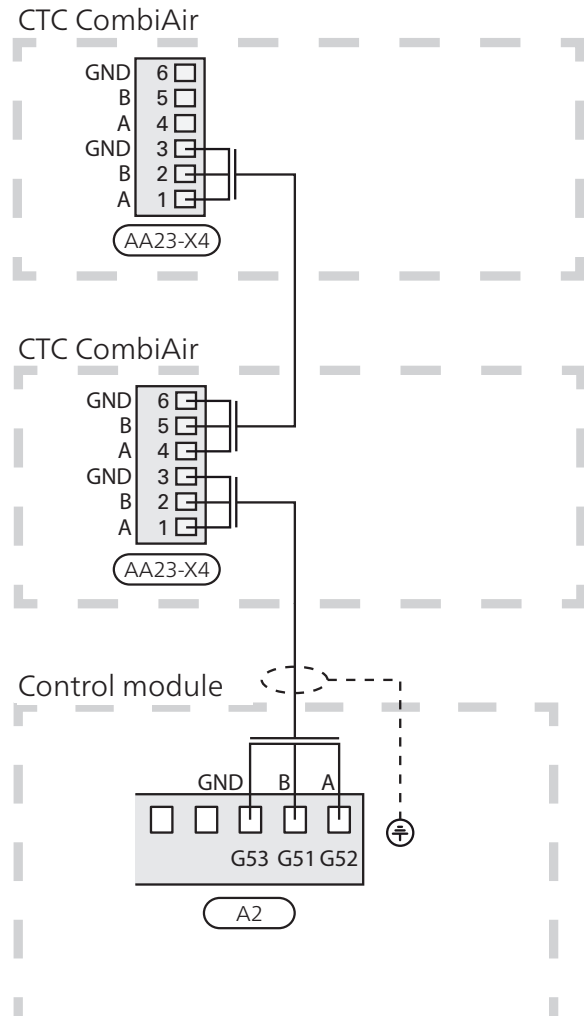 CTC CombiAir
GND 6
B 5
A 4
GND 3
B 2
A 1
AA23-X4
CTC CombiAir
GND 6
B 5
A 4
GND 3
B 2
A 1
AA23-X4
Control module
GND B A
G53 G51 G52
A2